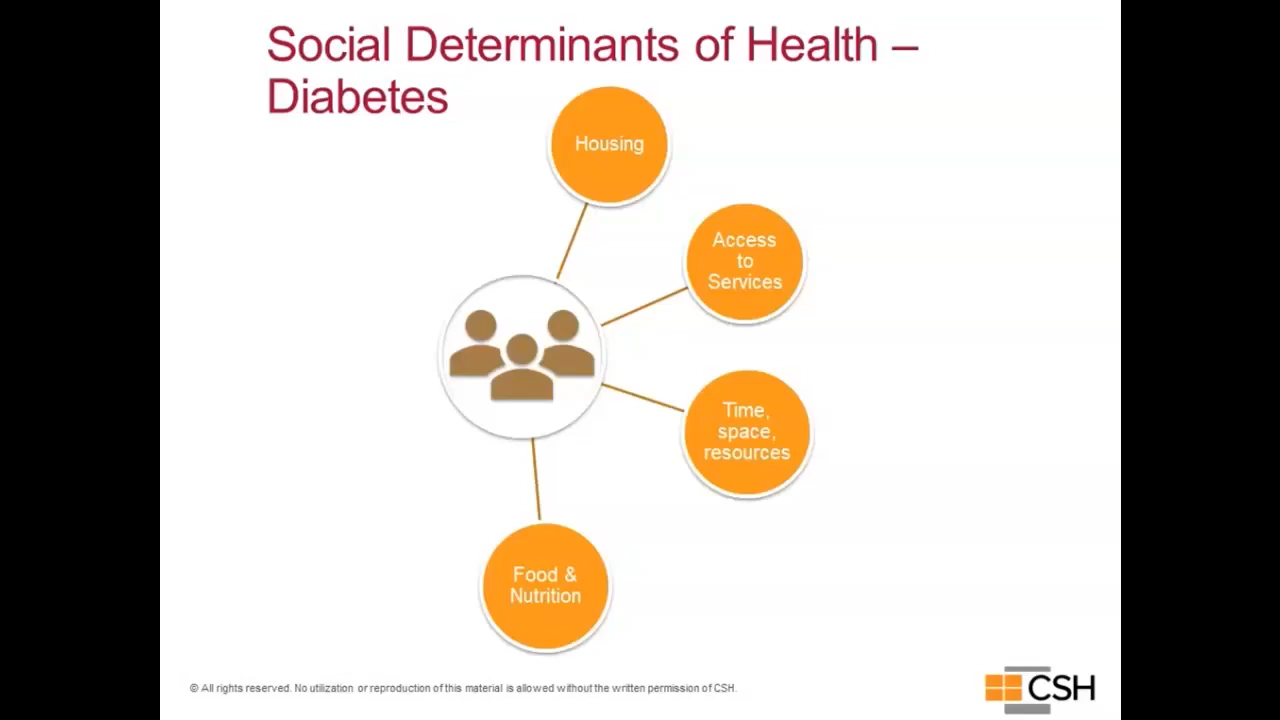 Social Determinants of Health –
Diabetes
Housing
Access
to
Services
Time,
space,
resources
Food &
Nutrition
© All rights reserved. No utilization or reproduction of this material is allowed without the written permission of CSH.
CSH